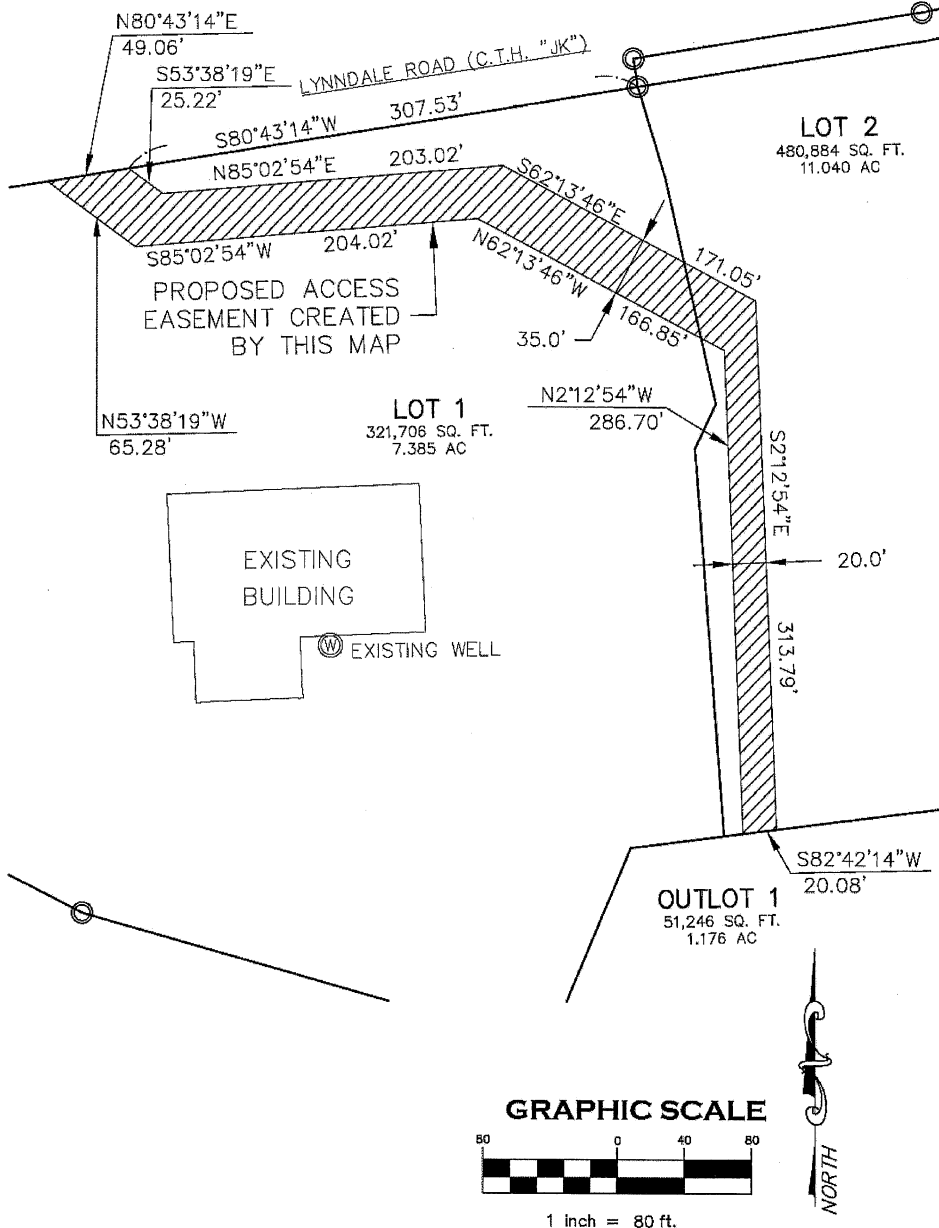 N80°43'14"E
49.06'
S53°38'19"E
25.22'
LYNNDALE ROAD (C.T.H. "JK")
S80°43'14"W
307.53'
N85°02'54"E
203.02'
S62°13'46"E
171.05'
LOT 2
480,884 SQ. FT.
11.040 AC
S85°02'54"W
204.02'
N62°13'46"W
166.85'
35.0'
PROPOSED ACCESS
EASEMENT CREATED
BY THIS MAP
N53°38'19"W
65.28'
LOT 1
321,706 SQ. FT.
7.385 AC
N2°12'54"W
286.70'
S2°12'54"E
313.79'
20.0'
EXISTING
BUILDING
W EXISTING WELL
S82°42'14"W
20.08'
OUTLOT 1
51,246 SQ. FT.
1.176 AC
GRAPHIC SCALE
80 0 40 80
1 inch = 80 ft.
NORTH